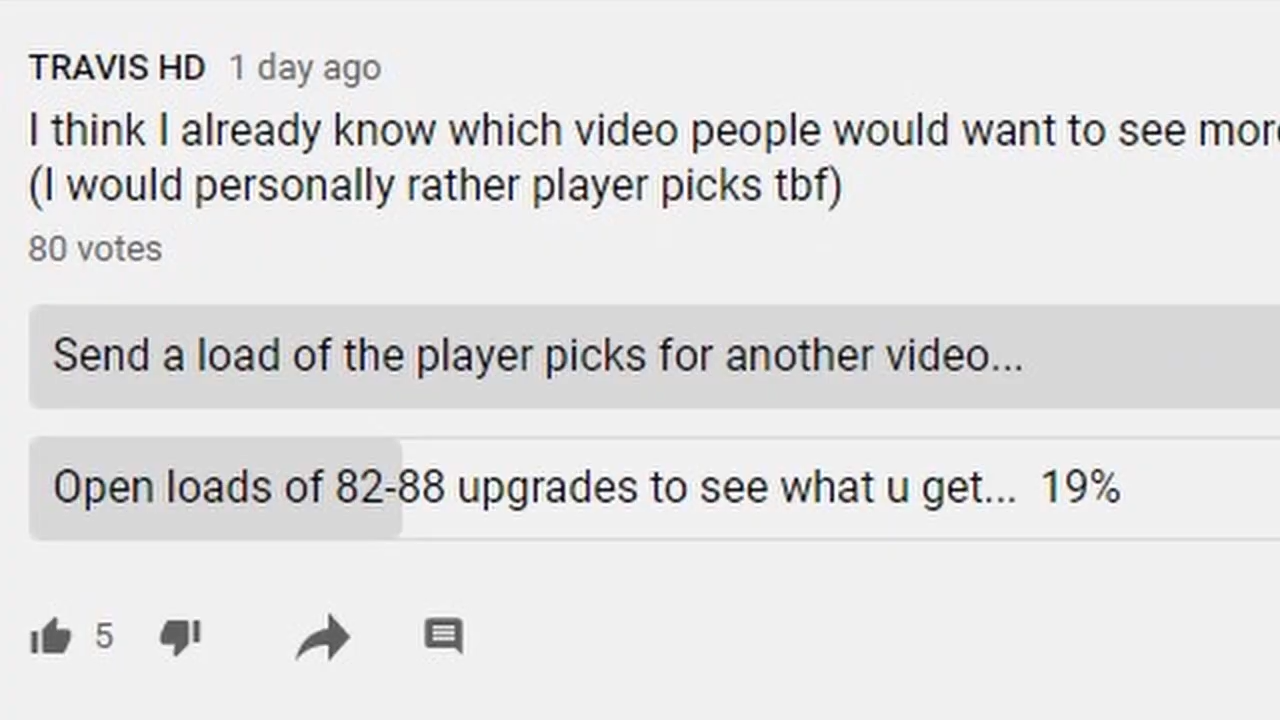 TRAVIS HD 1 day ago
I think I already know which video people would want to see
(I would personally rather player picks tbf)
80 votes
Send a load of the player picks for another video...
Open loads of 82-88 upgrades to see what u get... 19%
5